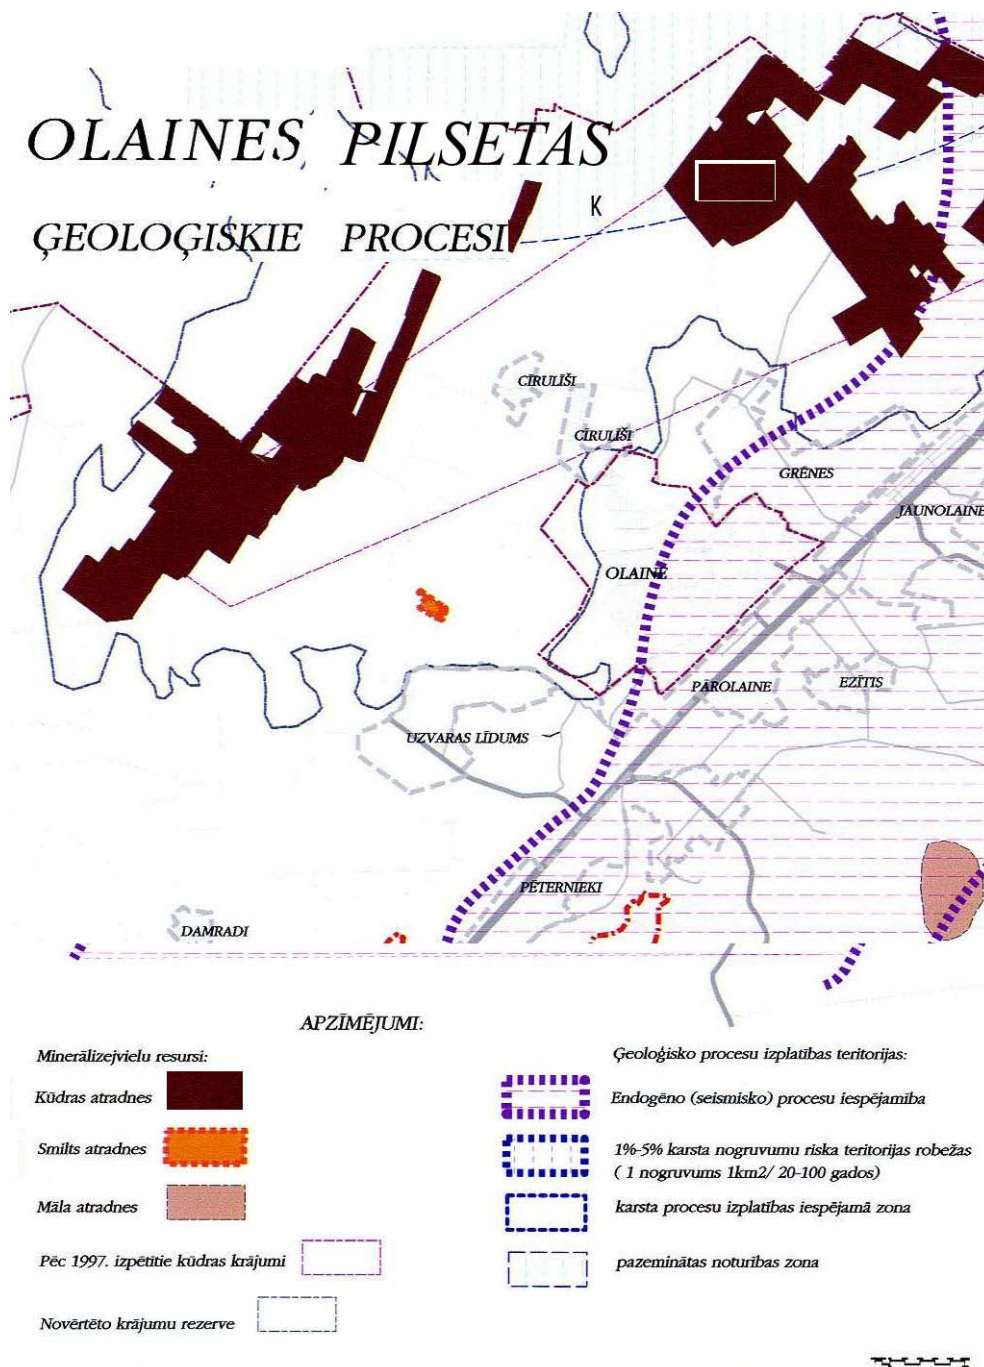 OLAINES PILSETAS
K
ĢEOLOĢISKIE PROCESI
CĪRULĪŠI
CĪRULĪŠI
GRĒNES
JAUNOLAINE
OLAINE
PĀROLAINE
EZĪTIS
UZVARAS LĪDUMS
PĒTERNIEKI
DAMRADI
APZĪMĒJUMI:
Minerālizejvielu resursi:
Kūdras atradnes
Smilts atradnes
Māla atradnes
Pēc 1997. izpētītie kūdras krājumi
Novērtēto krājumu rezerve
Ģeoloģisko procesu izplatības teritorijas:
Endogēno (seismisko) procesu iespējamība
1%-5% karsta nogruvumu riska teritorijas robežas
( 1 nogruvums 1km2/ 20-100 gados)
karsta procesu izplatības iespējamā zona
pazeminātas noturības zona